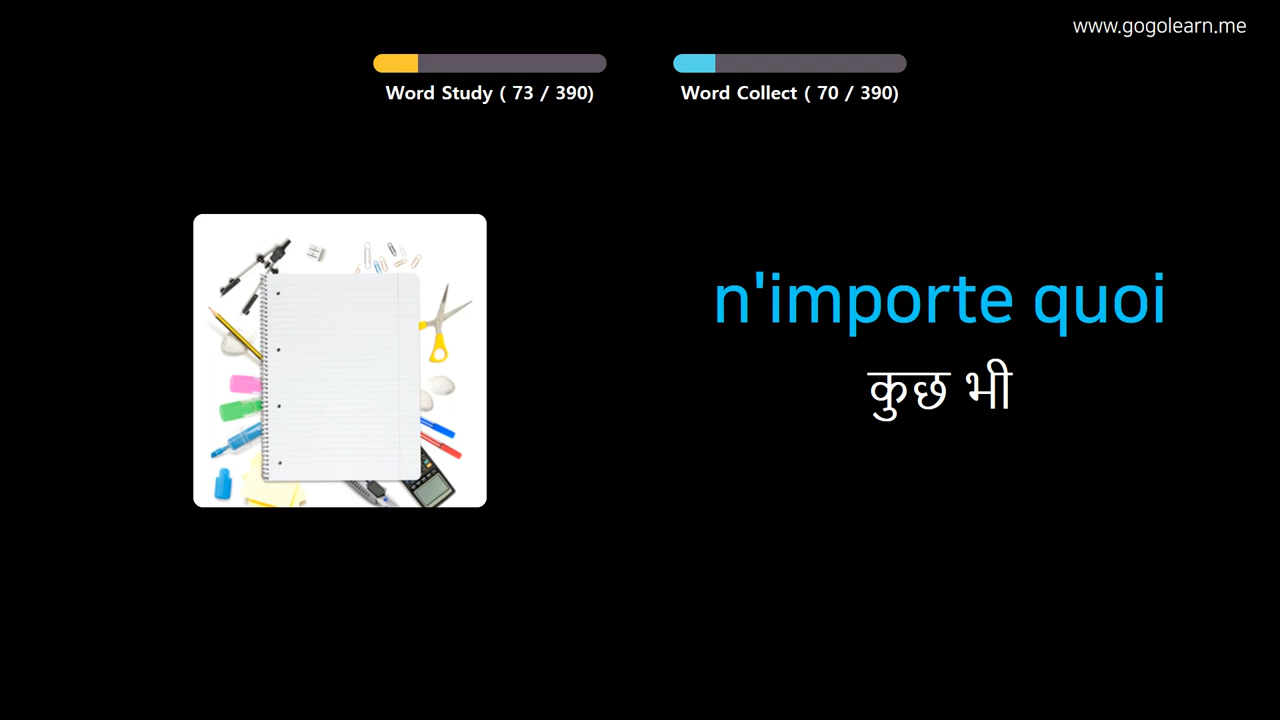 www.gogolearn.me
Word Study ( 73 / 390)
Word Collect ( 70 / 390)
n'importe quoi
कुछ भी